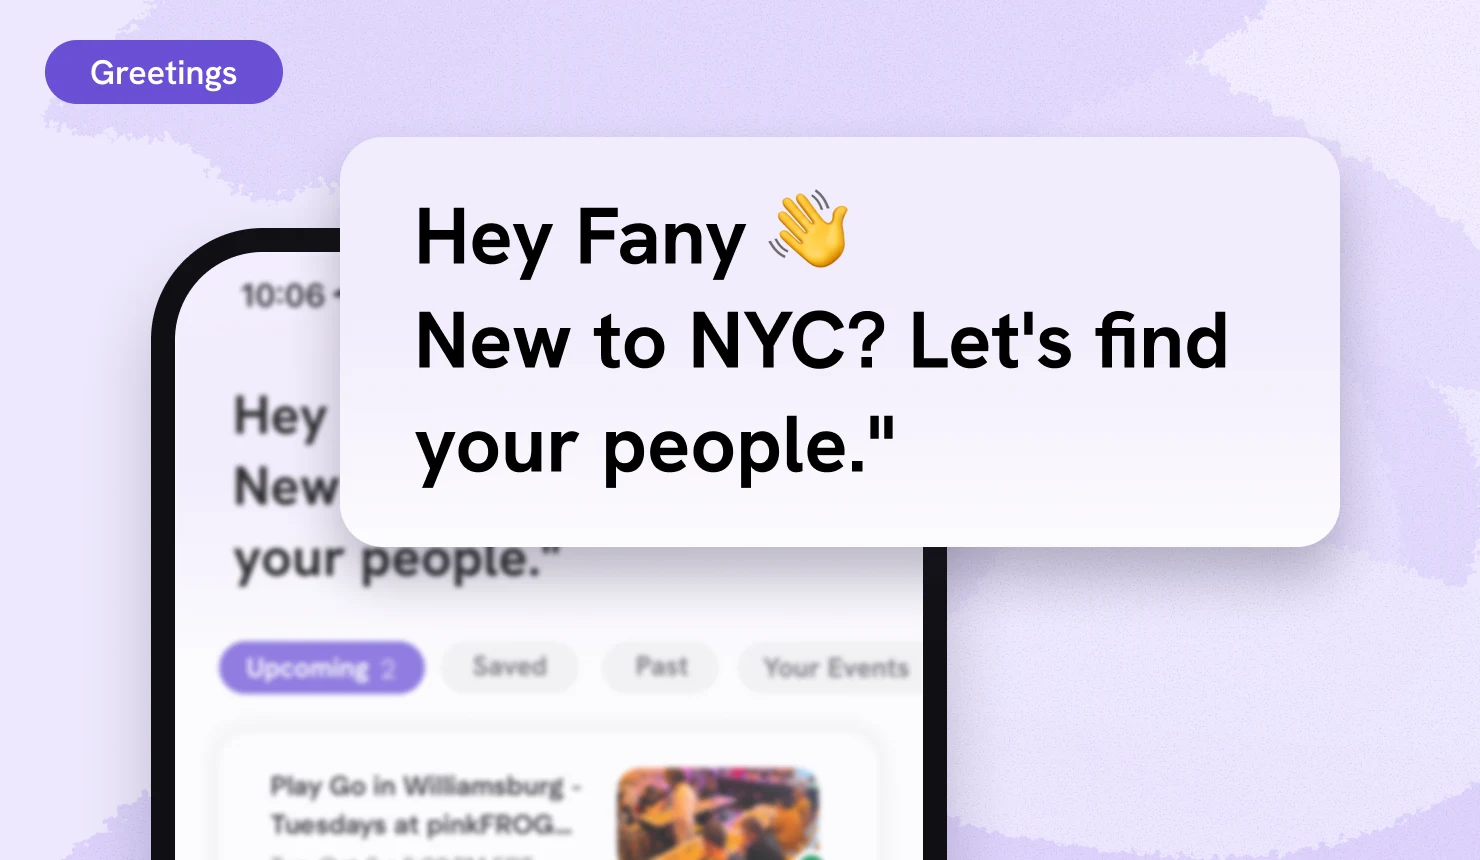 Greetings
Hey Fany 👋
New to NYC? Let's find
your people."
10:06
Hey
New
your people."
Upcoming 2
Saved
Past
Your Events
Play Go in Williamsburg -
Tuesdays at pinkFROG...